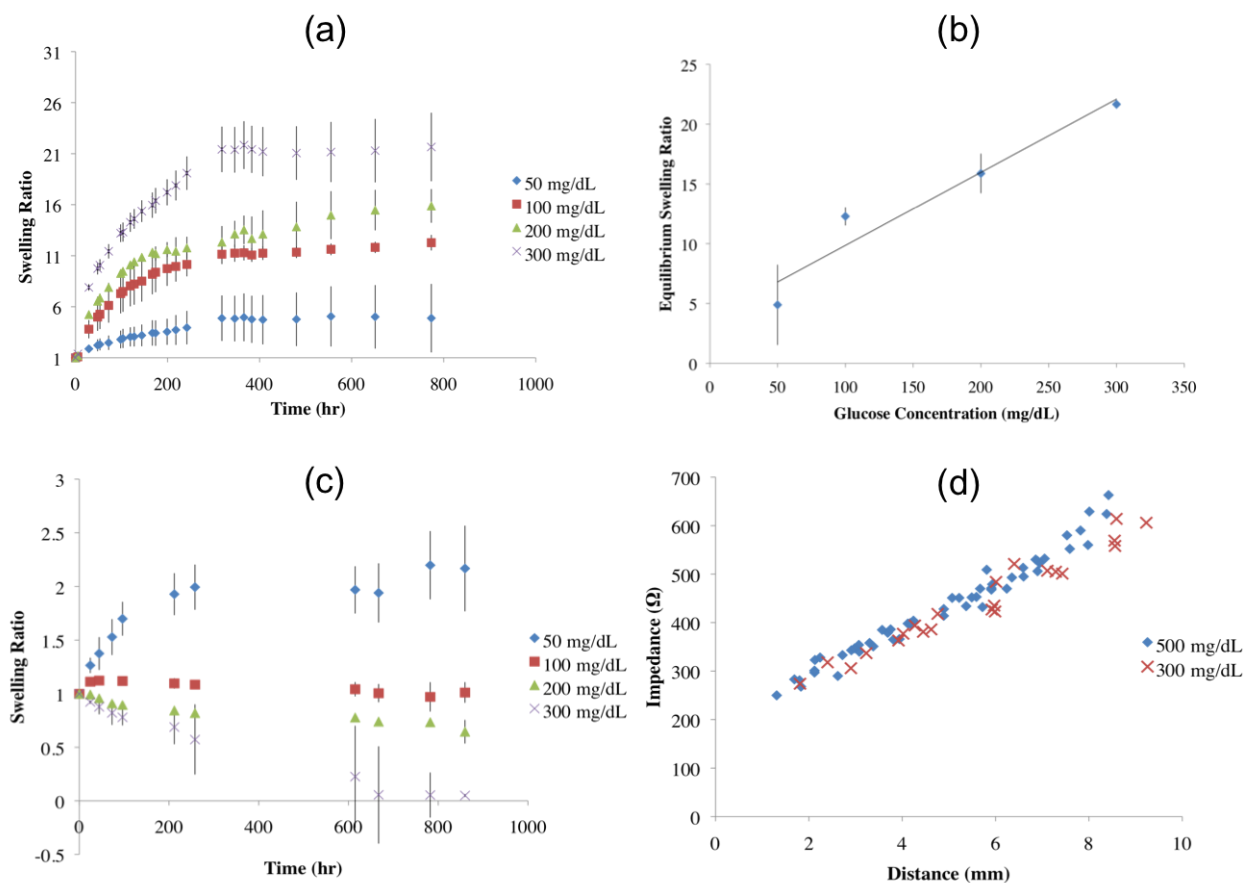 (a)
31
26
21
16
11
6
1
0
200
400
600
800
1000
Swelling Ratio
Time (hr)
50 mg/dL
100 mg/dL
200 mg/dL
300 mg/dL
(b)
25
20
15
10
5
0
0
50
100
150
200
250
300
350
Equilibrium Swelling Ratio
Glucose Concentration (mg/dL)
(c)
3
2.5
2
1.5
1
0.5
0
-0.5
0
200
400
600
800
1000
Swelling Ratio
Time (hr)
50 mg/dL
100 mg/dL
200 mg/dL
300 mg/dL
(d)
700
600
500
400
300
200
100
0
0
2
4
6
8
10
Impedance (Ω)
Distance (mm)
500 mg/dL
300 mg/dL